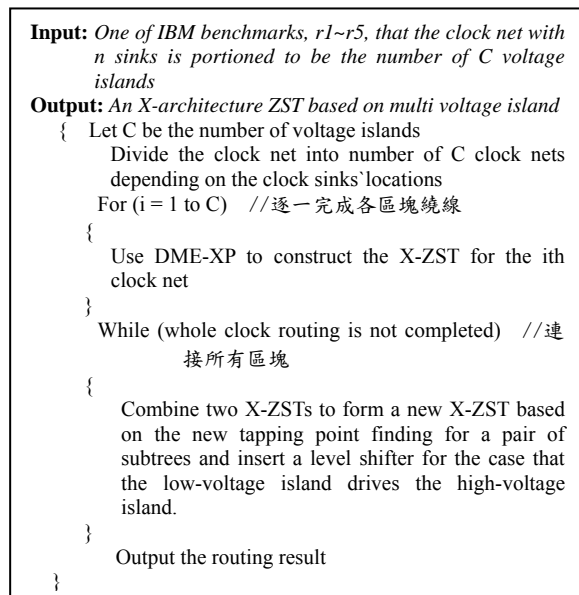 Input: One of IBM benchmarks, r1~r5, that the clock net with
n sinks is portioned to be the number of C voltage
islands
Output: An X-architecture ZST based on multi voltage island
{ Let C be the number of voltage islands
Divide the clock net into number of C clock nets
depending on the clock sinks`locations
For (i = 1 to C) //逐一完成各區塊繞線
{
Use DME-XP to construct the X-ZST for the ith
clock net
}
While (whole clock routing is not completed) //連
接所有區塊
{
Combine two X-ZSTs to form a new X-ZST based
on the new tapping point finding for a pair of
subtrees and insert a level shifter for the case that
the low-voltage island drives the high-voltage
island.
}
Output the routing result
}